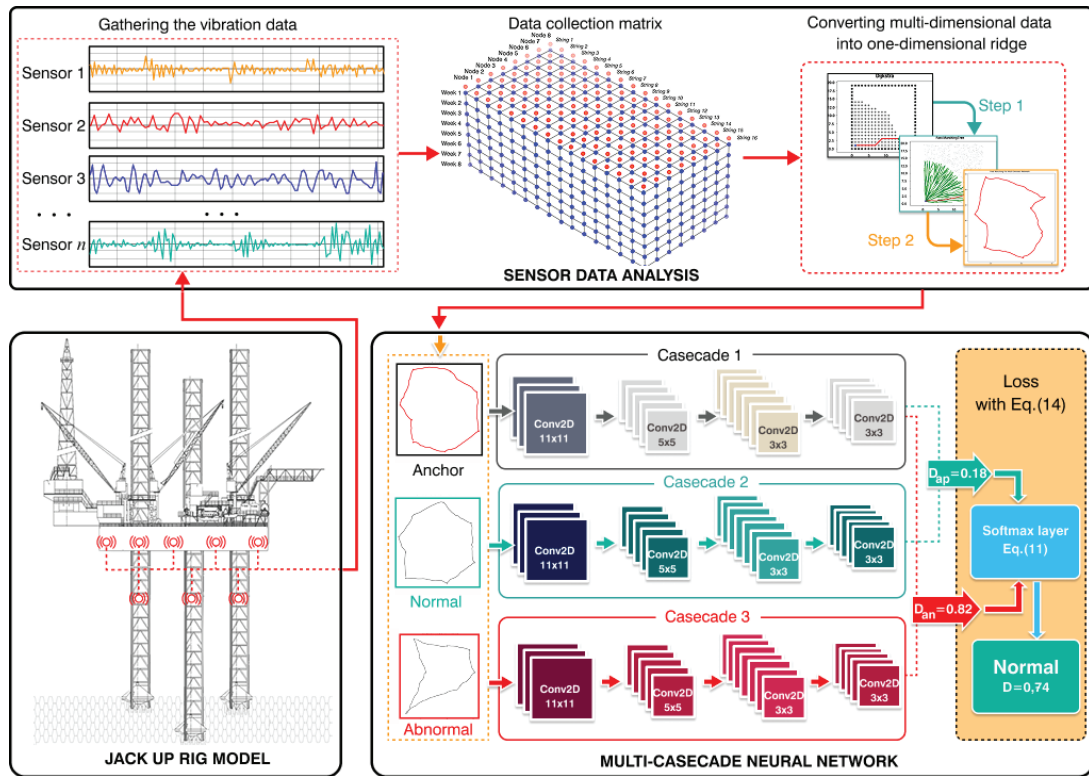 Gathering the vibration data
Sensor 1
Sensor 2
Sensor 3
. . .
. . .
Sensor n
Data collection matrix
Node 8
Node 7
Node 6
Node 5
Node 4
Node 3
Node 2
Node 1
String 1
String 2
String 3
String 4
String 5
String 6
String 7
String 8
String 9
String 10
String 11
String 12
String 13
String 14
String 15
String 16
Week 1
Week 2
Week 3
Week 4
Week 5
Week 6
Week 7
Week 8
Converting multi-dimensional data
into one-dimensional ridge
Step 1
Step 2
SENSOR DATA ANALYSIS
JACK UP RIG MODEL
Anchor
Normal
Abnormal
Casecade 1
Conv2D
11x11
Conv2D
5x5
Conv2D
3x3
Conv2D
3x3
Casecade 2
Conv2D
11x11
Conv2D
5x5
Conv2D
3x3
Conv2D
3x3
Casecade 3
Conv2D
11x11
Conv2D
5x5
Conv2D
3x3
Conv2D
3x3
Loss
with Eq.(14)
Dap=0.18
Softmax layer
Eq.(11)
Dan=0.82
Normal
D=0,74
MULTI-CASECADE NEURAL NETWORK